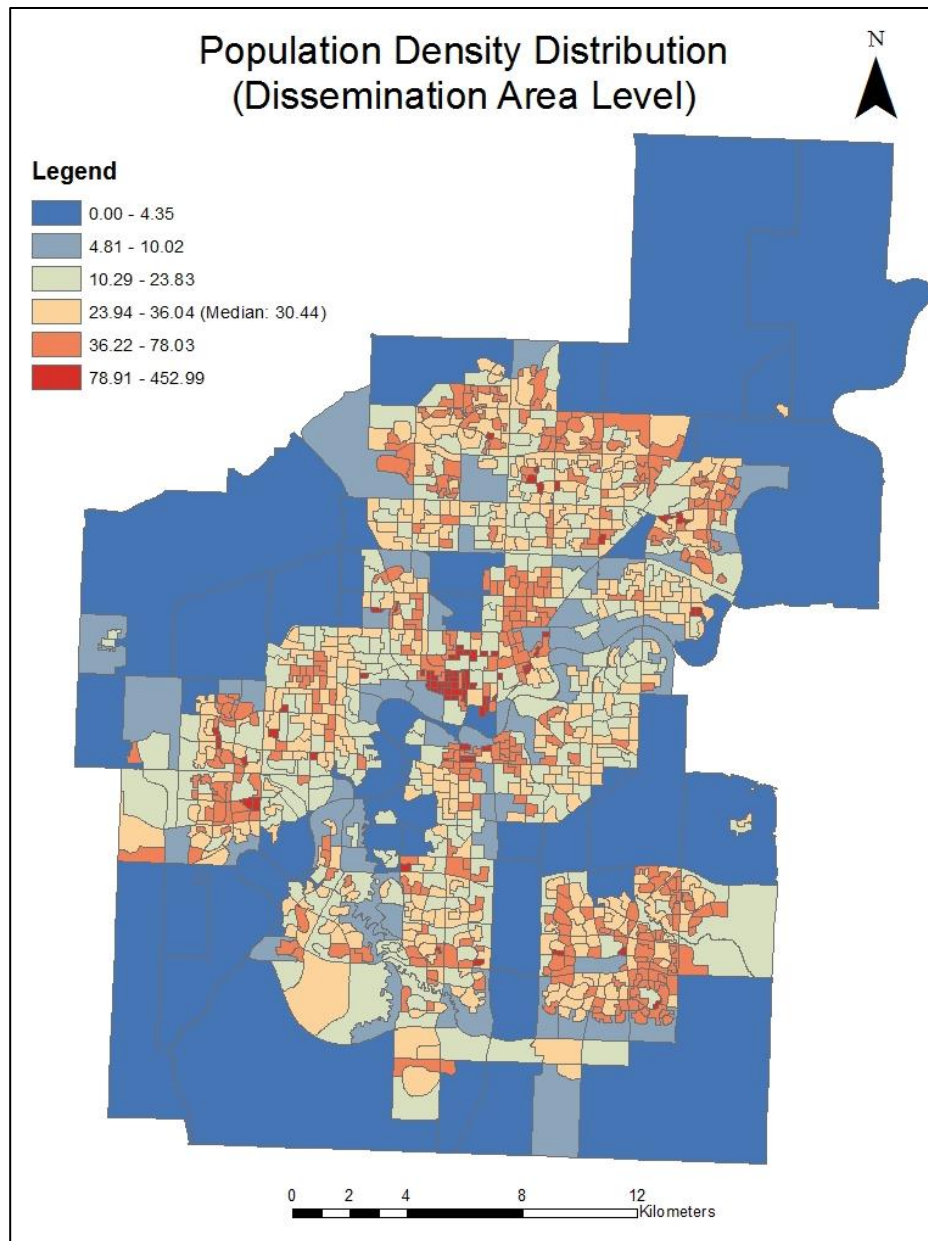 Population Density Distribution
(Dissemination Area Level)
N
Legend
0.00 - 4.35
4.81 - 10.02
10.29 - 23.83
23.94 - 36.04 (Median: 30.44)
36.22 - 78.03
78.91 - 452.99
0 2 4 8 12
Kilometers